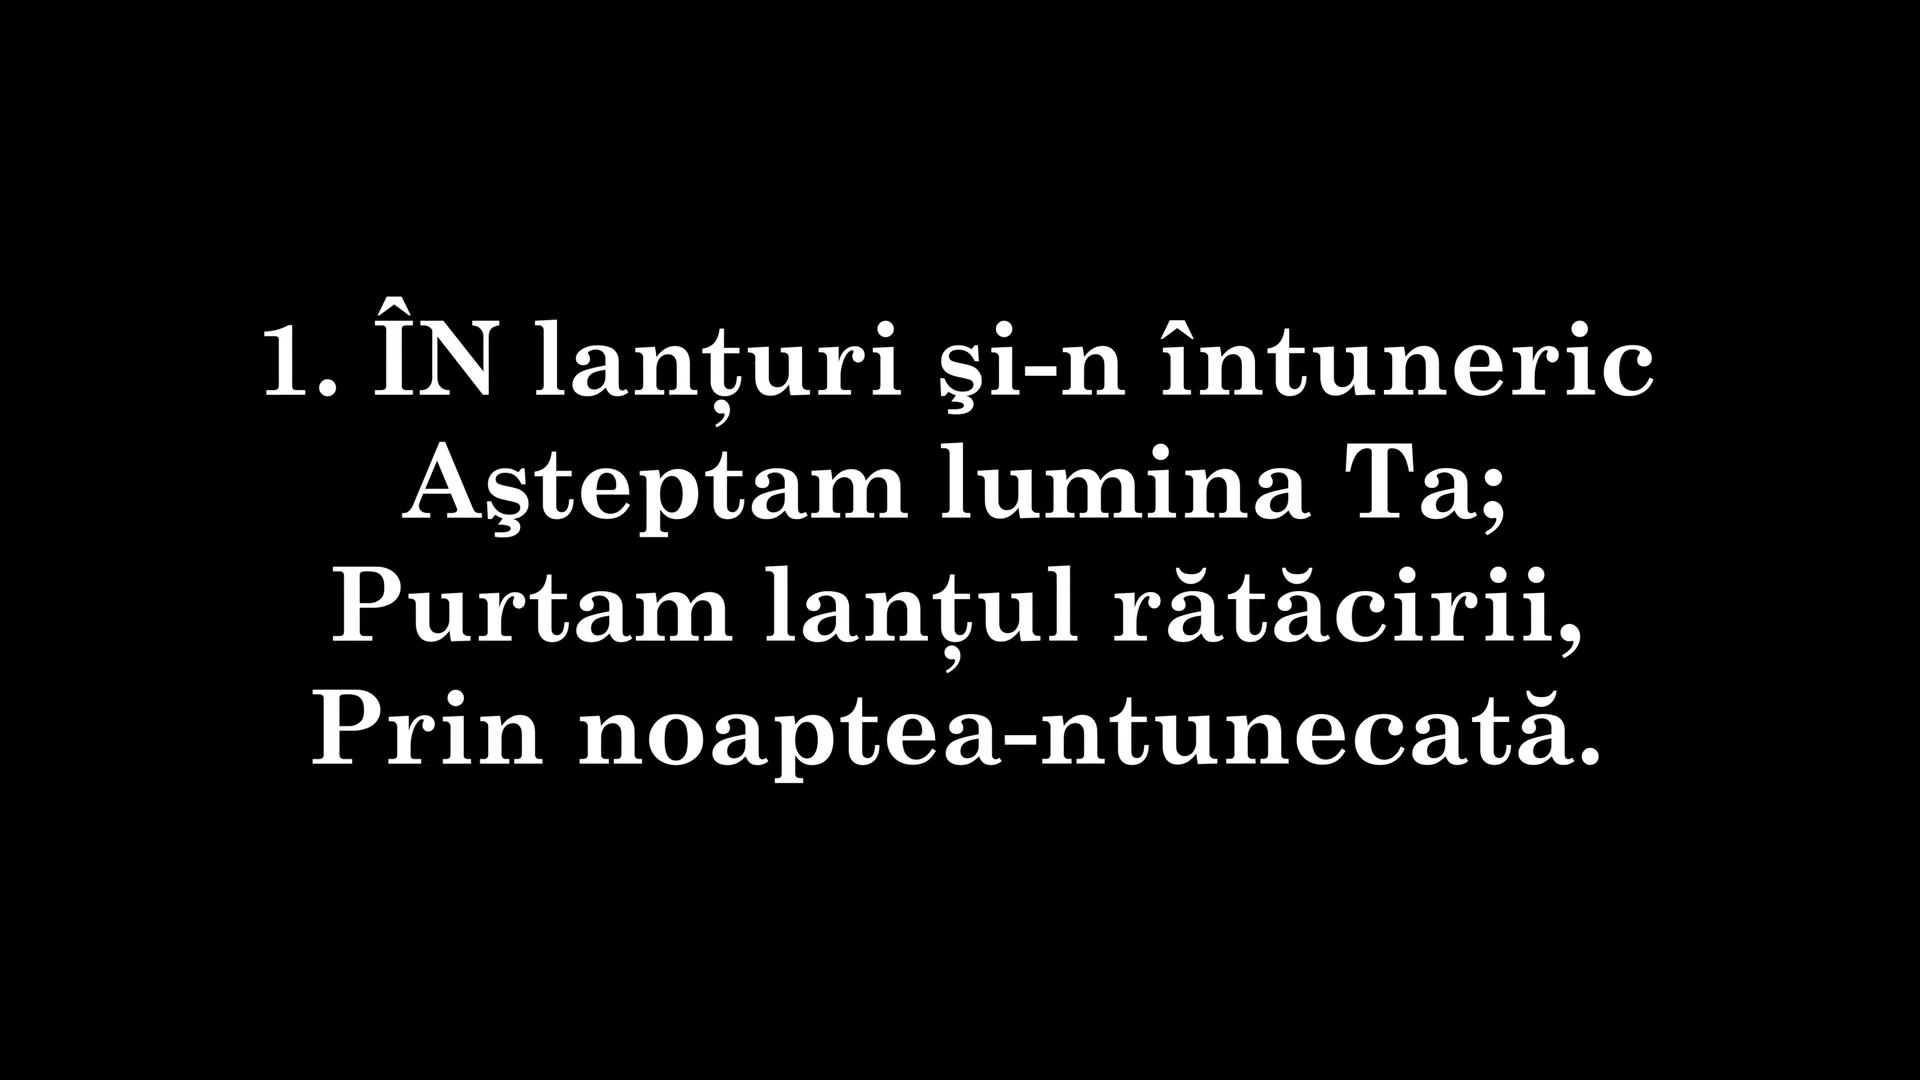 1. ÎN lanțuri şi-n întuneric
Aşteptam lumina Ta;
Purtam lanțul rătăcirii,
Prin noaptea-ntunecată.